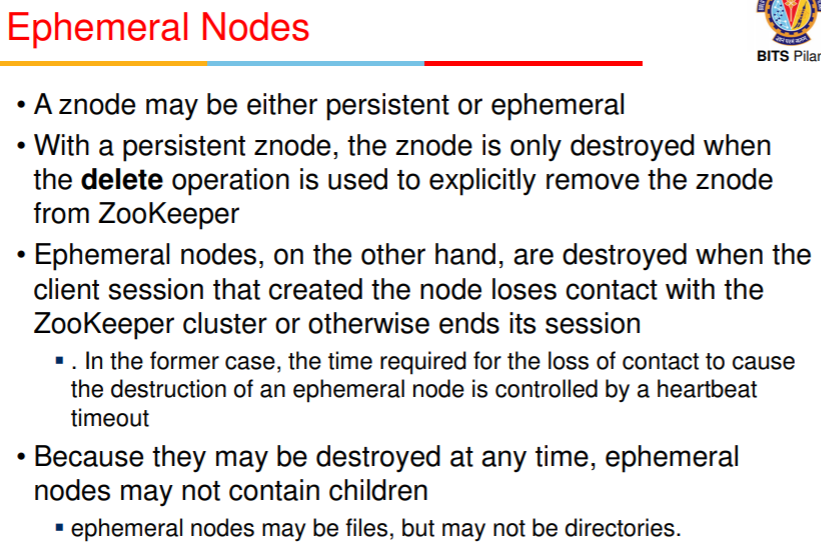 Ephemeral Nodes
BITS Pilar
• A znode may be either persistent or ephemeral
• With a persistent znode, the znode is only destroyed when
the delete operation is used to explicitly remove the znode
from ZooKeeper
• Ephemeral nodes, on the other hand, are destroyed when the
client session that created the node loses contact with the
ZooKeeper cluster or otherwise ends its session
▪ . In the former case, the time required for the loss of contact to cause
the destruction of an ephemeral node is controlled by a heartbeat
timeout
• Because they may be destroyed at any time, ephemeral
nodes may not contain children
▪ ephemeral nodes may be files, but may not be directories.